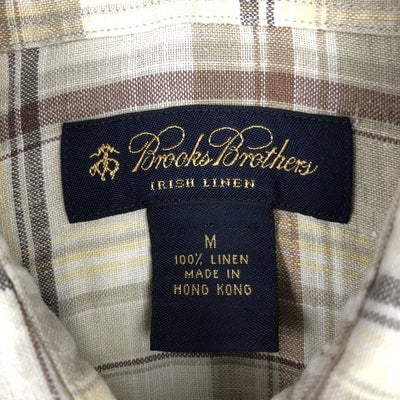 Brooks Brothers
IRISH LINEN
M
100% LINEN
MADE IN
HONG KONG